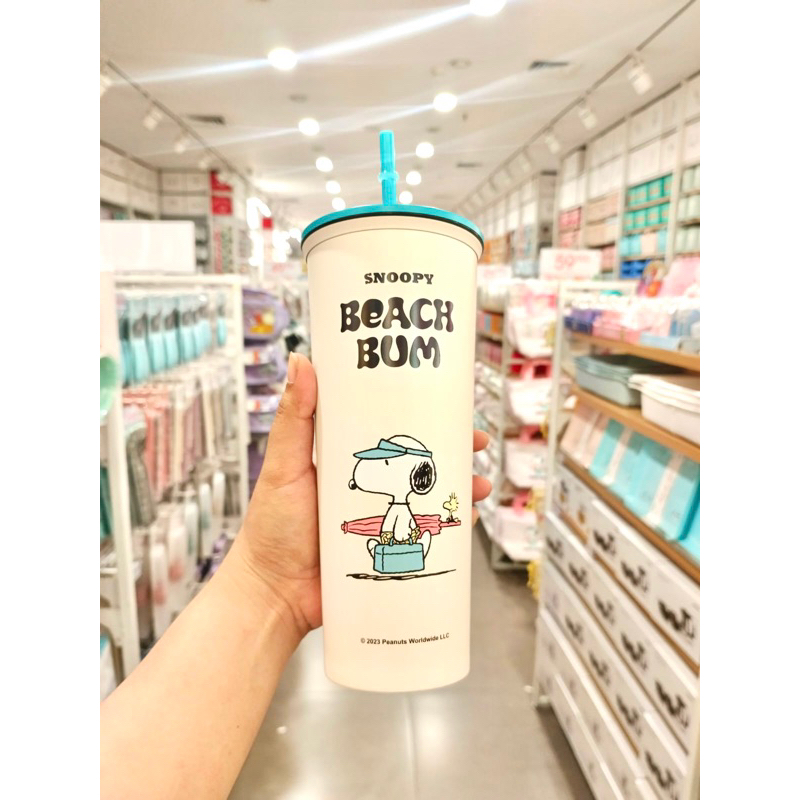 SNOOPY
BeACH
BUM
© 2023 Peanuts Worldwide LLC